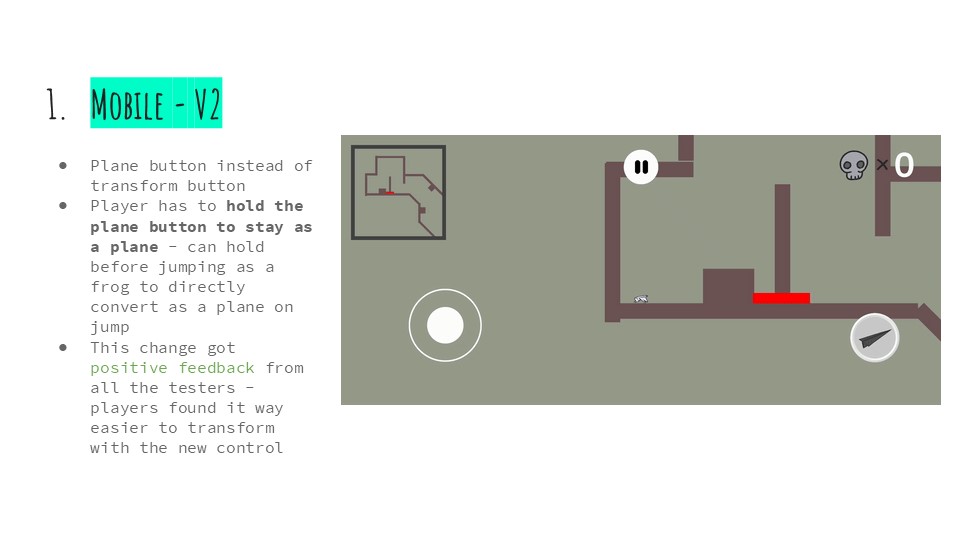 1. Mobile - V2
● Plane button instead of
transform button
● Player has to hold the
plane button to stay as
a plane - can hold
before jumping as a
frog to directly
convert as a plane on
jump
● This change got
positive feedback from
all the testers -
players found it way
easier to transform
with the new control
×0